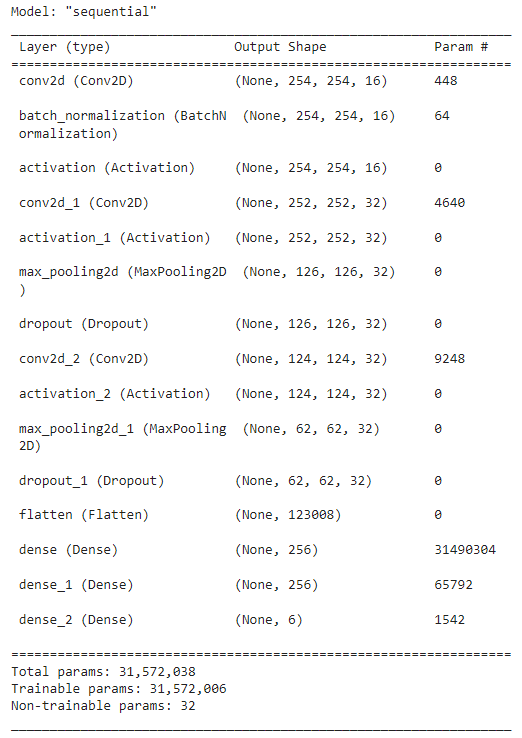 Model: "sequential"
Layer (type) Output Shape Param #
conv2d (Conv2D) (None, 254, 254, 16) 448
batch_normalization (BatchN (None, 254, 254, 16) 64
ormalization)
activation (Activation) (None, 254, 254, 16) 0
conv2d_1 (Conv2D) (None, 252, 252, 32) 4640
activation_1 (Activation) (None, 252, 252, 32) 0
max_pooling2d (MaxPooling2D (None, 126, 126, 32) 0
)
dropout (Dropout) (None, 126, 126, 32) 0
conv2d_2 (Conv2D) (None, 124, 124, 32) 9248
activation_2 (Activation) (None, 124, 124, 32) 0
max_pooling2d_1 (MaxPooling (None, 62, 62, 32) 0
2D)
dropout_1 (Dropout) (None, 62, 62, 32) 0
flatten (Flatten) (None, 123008) 0
dense (Dense) (None, 256) 31490304
dense_1 (Dense) (None, 256) 65792
dense_2 (Dense) (None, 6) 1542
Total params: 31,572,038
Trainable params: 31,572,006
Non-trainable params: 32